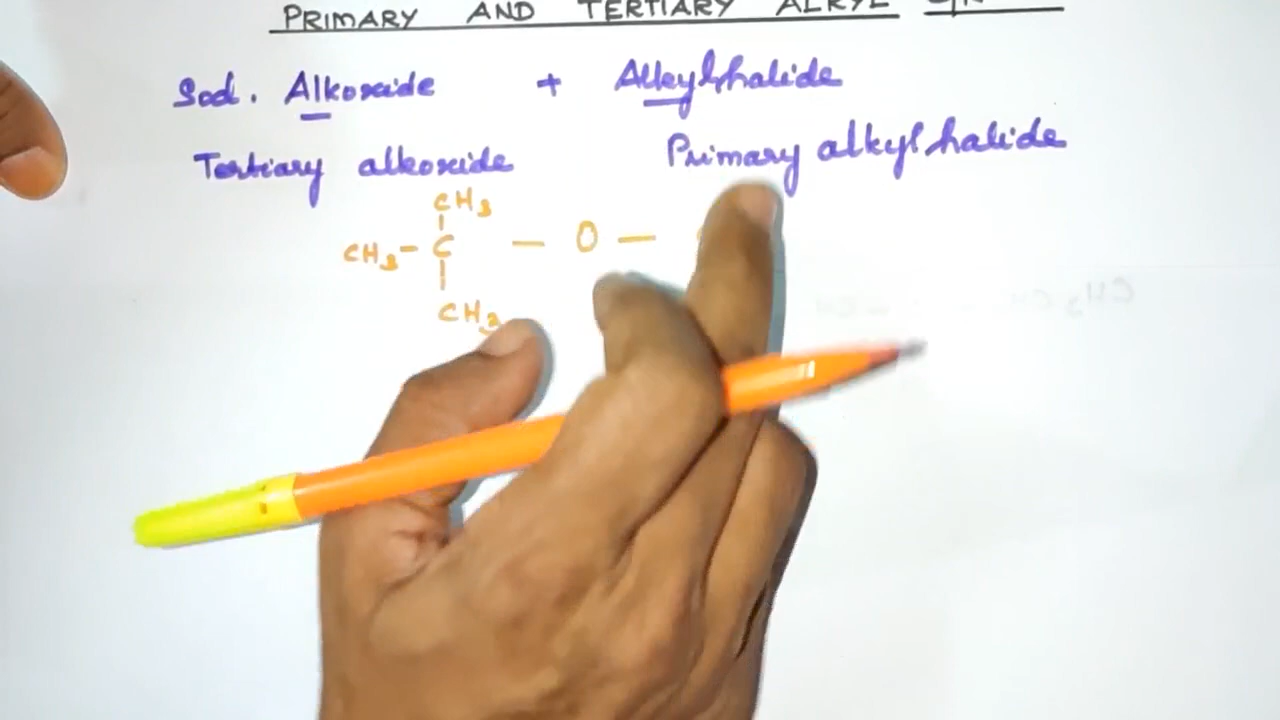 PRIMARY AND TERTIARY ALKYL
Sod. Alkoxide + Alkylhalide
Tertiary alkoxide Primary alkylhalide
CH3
CH3 - C - O -
CH3